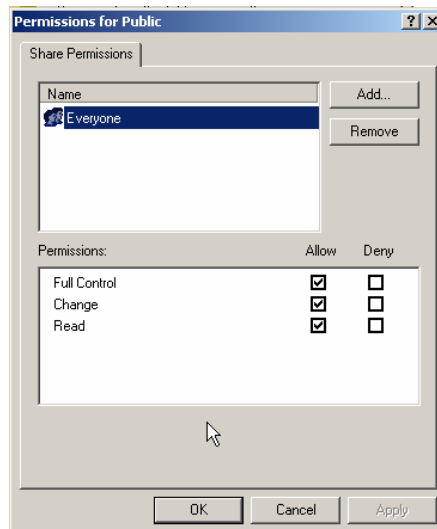 Permissions for Public
Share Permissions
Name
Add...
Everyone
Remove
Permissions: Allow Deny
Full Control
Change
Read
OK Cancel Apply